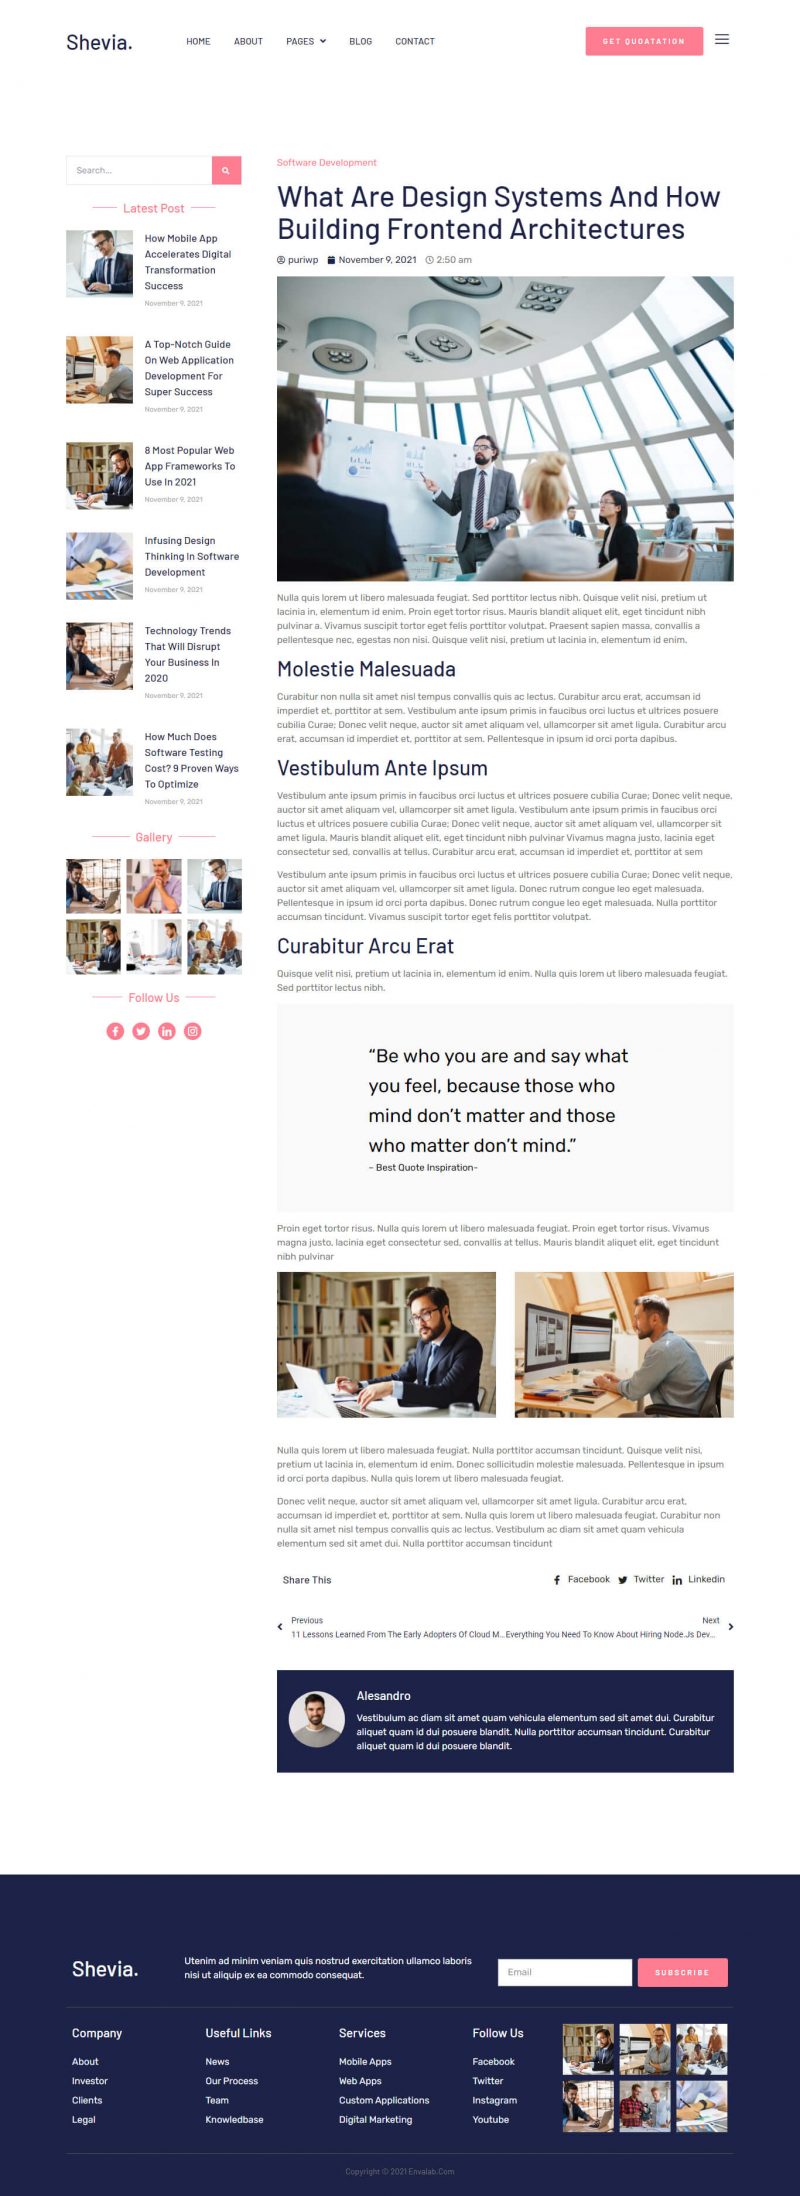 Shevia.
HOME ABOUT PAGES BLOG CONTACT
GET QUOATATION
Search...
Latest Post
How Mobile App
Accelerates Digital
Transformation
Success
November 9, 2021
A Top-Notch Guide
On Web Application
Development For
Super Success
November 9, 2021
8 Most Popular Web
App Frameworks To
Use In 2021
November 9, 2021
Infusing Design
Thinking In Software
Development
November 9, 2021
Technology Trends
That Will Disrupt
Your Business In
2020
November 9, 2021
How Much Does
Software Testing
Cost? 9 Proven Ways
To Optimize
November 9, 2021
Gallery
Follow Us
Software Development
What Are Design Systems And How
Building Frontend Architectures
puriwp November 9, 2021 2:50 am
Nulla quis lorem ut libero malesuada feugiat. Sed porttitor lectus nibh. Quisque velit nisi, pretium ut
lacinia in, elementum id enim. Proin eget tortor risus. Mauris blandit aliquet elit, eget tincidunt nibh
pulvinar a. Vivamus suscipit tortor eget felis porttitor volutpat. Praesent sapien massa, convallis a
pellentesque nec, egestas non nisi. Quisque velit nisi, pretium ut lacinia in, elementum id enim.
Molestie Malesuada
Curabitur non nulla sit amet nisl tempus convallis quis ac lectus. Curabitur arcu erat, accumsan id
imperdiet et, porttitor at sem. Vestibulum ante ipsum primis in faucibus orci luctus et ultrices posuere
cubilia Curae; Donec velit neque, auctor sit amet aliquam vel, ullamcorper sit amet ligula. Curabitur arcu
erat, accumsan id imperdiet et, porttitor at sem. Pellentesque in ipsum id orci porta dapibus.
Vestibulum Ante Ipsum
Vestibulum ante ipsum primis in faucibus orci luctus et ultrices posuere cubilia Curae; Donec velit neque,
auctor sit amet aliquam vel, ullamcorper sit amet ligula. Vestibulum ante ipsum primis in faucibus orci
luctus et ultrices posuere cubilia Curae; Donec velit neque, auctor sit amet aliquam vel, ullamcorper sit
amet ligula. Mauris blandit aliquet elit, eget tincidunt nibh pulvinar Vivamus magna justo, lacinia eget
consectetur sed, convallis at tellus. Curabitur arcu erat, accumsan id imperdiet et, porttitor at sem
Vestibulum ante ipsum primis in faucibus orci luctus et ultrices posuere cubilia Curae; Donec velit neque,
auctor sit amet aliquam vel, ullamcorper sit amet ligula. Donec rutrum congue leo eget malesuada.
Pellentesque in ipsum id orci porta dapibus. Donec rutrum congue leo eget malesuada. Nulla porttitor
accumsan tincidunt. Vivamus suscipit tortor eget felis porttitor volutpat.
Curabitur Arcu Erat
Quisque velit nisi, pretium ut lacinia in, elementum id enim. Nulla quis lorem ut libero malesuada feugiat.
Sed porttitor lectus nibh.
“Be who you are and say what
you feel, because those who
mind don’t matter and those
who matter don’t mind.”
– Best Quote Inspiration-
Proin eget tortor risus. Nulla quis lorem ut libero malesuada feugiat. Proin eget tortor risus. Vivamus
magna justo, lacinia eget consectetur sed, convallis at tellus. Mauris blandit aliquet elit, eget tincidunt
nibh pulvinar
Nulla quis lorem ut libero malesuada feugiat. Nulla porttitor accumsan tincidunt. Quisque velit nisi,
pretium ut lacinia in, elementum id enim. Donec sollicitudin molestie malesuada. Pellentesque in ipsum
id orci porta dapibus. Nulla quis lorem ut libero malesuada feugiat.
Donec velit neque, auctor sit amet aliquam vel, ullamcorper sit amet ligula. Curabitur arcu erat,
accumsan id imperdiet et, porttitor at sem. Nulla quis lorem ut libero malesuada feugiat. Curabitur non
nulla sit amet nisl tempus convallis quis ac lectus. Vestibulum ac diam sit amet quam vehicula
elementum sed sit amet dui. Nulla porttitor accumsan tincidunt
Share This Facebook Twitter Linkedin
Previous Next
11 Lessons Learned From The Early Adopters Of Cloud M... Everything You Need To Know About Hiring Node.Js Dev...
Alesandro
Vestibulum ac diam sit amet quam vehicula elementum sed sit amet dui. Curabitur
aliquet quam id dui posuere blandit. Nulla porttitor accumsan tincidunt. Curabitur
aliquet quam id dui posuere blandit.
Shevia.
Utenim ad minim veniam quis nostrud exercitation ullamco laboris
nisi ut aliquip ex ea commodo consequat.
Email SUBSCRIBE
Company
About
Investor
Clients
Legal
Useful Links
News
Our Process
Team
Knowledbase
Services
Mobile Apps
Web Apps
Custom Applications
Digital Marketing
Follow Us
Facebook
Twitter
Instagram
Youtube
Copyright © 2021 Envalab.Com